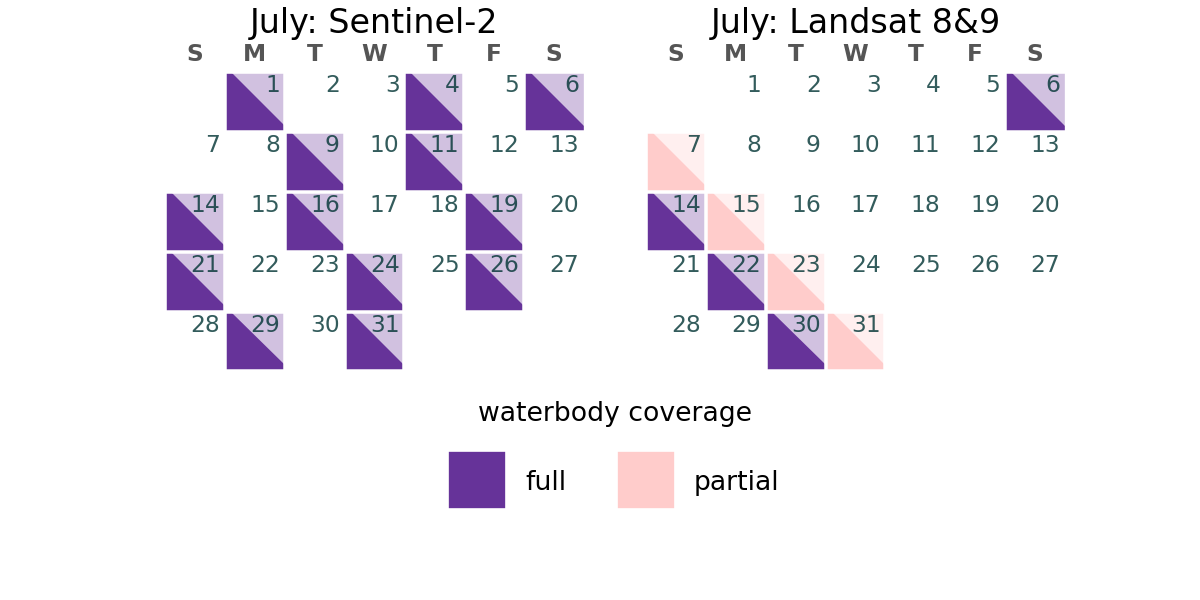 July: Sentinel-2
S M T W T F S
1 2 3 4 5 6
7 8 9 10 11 12 13
14 15 16 17 18 19 20
21 22 23 24 25 26 27
28 29 30 31
July: Landsat 8&9
S M T W T F S
1 2 3 4 5 6
7 8 9 10 11 12 13
14 15 16 17 18 19 20
21 22 23 24 25 26 27
28 29 30 31
waterbody coverage
full partial